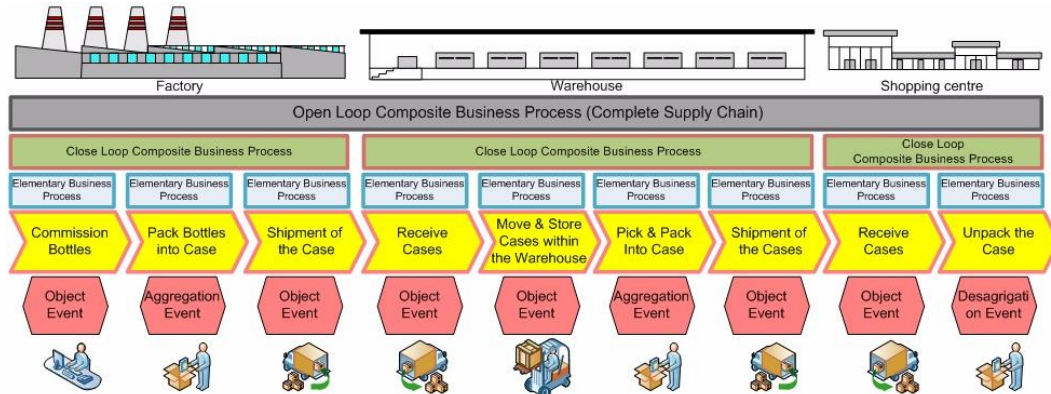 Factory
Warehouse
Shopping centre
Open Loop Composite Business Process (Complete Supply Chain)
Close Loop Composite Business Process
Close Loop Composite Business Process
Close Loop
Composite Business Process
Elementary Business
Process
Elementary Business
Process
Elementary Business
Process
Elementary Business
Process
Elementary Business
Process
Elementary Business
Process
Elementary Business
Process
Elementary Business
Process
Elementary Business
Process
Commission
Bottles
Pack Bottles
into Case
Shipment of
the Case
Receive
Cases
Move & Store
Cases within
the Warehouse
Pick & Pack
Into Case
Shipment of
the Cases
Receive
Cases
Unpack the
Case
Object
Event
Aggregation
Event
Object
Event
Object
Event
Object
Event
Aggregation
Event
Object
Event
Object
Event
Desagrigati
on Event